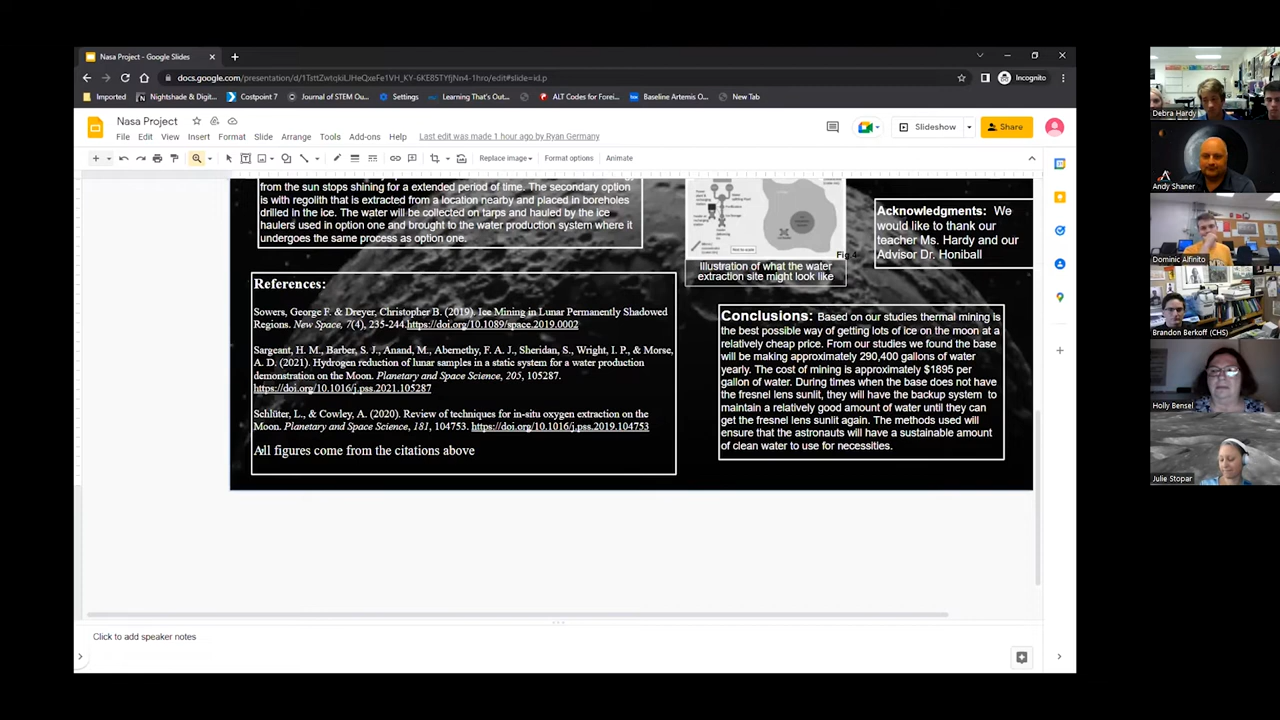 Nasa Project - Google Slides
docs.google.com/presentation/d/1TsttZwtqkiLJHeQxeFe1VH_KY-6KE85TYfjNn4-1hro/edit#slide=id.p
Incognito
Imported
Nightshade & Digit...
Costpoint 7
Journal of STEM Ou...
Settings
Learning That's Out...
ALT Codes for Forei...
Baseline Artemis O...
New Tab
Nasa Project
File Edit View Insert Format Slide Arrange Tools Add-ons Help Last edit was made 1 hour ago by Ryan Germany
Slideshow
Share
Replace image
Format options
Animate
from the sun stops shining for a extended period of time. The secondary option
is with regolith that is extracted from a location nearby and placed in boreholes
drilled in the ice. The water will be collected on tarps and hauled by the ice
haulers used in option one and brought to the water production system where it
undergoes the same process as option one.
Fig 4
Illustration of what the water
extraction site might look like
Acknowledgments: We
would like to thank our
teacher Ms. Hardy and our
Advisor Dr. Honiball
References:
Sowers, George F. & Dreyer, Christopher B. (2019). Ice Mining in Lunar Permanently Shadowed
Regions. New Space, 7(4), 235-244.https://doi.org/10.1089/space.2019.0002
Sargeant, H. M., Barber, S. J., Anand, M., Abernethy, F. A. J., Sheridan, S., Wright, I. P., & Morse,
A. D. (2021). Hydrogen reduction of lunar samples in a static system for a water production
demonstration on the Moon. Planetary and Space Science, 205, 105287.
https://doi.org/10.1016/j.pss.2021.105287
Schlüter, L., & Cowley, A. (2020). Review of techniques for in-situ oxygen extraction on the
Moon. Planetary and Space Science, 181, 104753. https://doi.org/10.1016/j.pss.2019.104753
All figures come from the citations above
Conclusions: Based on our studies thermal mining is
the best possible way of getting lots of ice on the moon at a
relatively cheap price. From our studies we found the base
will be making approximately 290,400 gallons of water
yearly. The cost of mining is approximately $1895 per
gallon of water. During times when the base does not have
the fresnel lens sunlit, they will have the backup system to
maintain a relatively good amount of water until they can
get the fresnel lens sunlit again. The methods used will
ensure that the astronauts will have a sustainable amount
of clean water to use for necessities.
Click to add speaker notes
Debra Hardy
Andy Shaner
Dominic Alfinito
Brandon Berkoff (CHS)
Holly Bensel
Julie Stopar